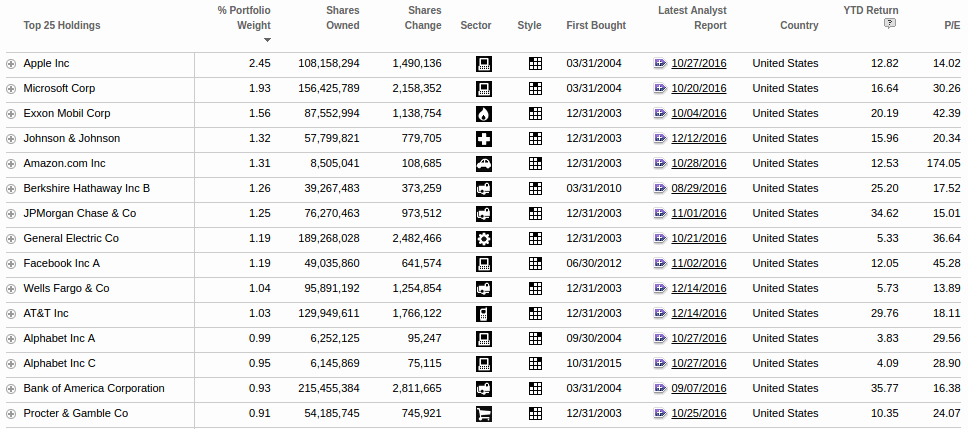 % Portfolio Shares Shares Latest Analyst YTD Return
Top 25 Holdings Weight Owned Change Sector Style First Bought Report Country ? P/E
Apple Inc 2.45 108,158,294 1,490,136 03/31/2004 10/27/2016 United States 12.82 14.02
Microsoft Corp 1.93 156,425,789 2,158,352 03/31/2004 10/20/2016 United States 16.64 30.26
Exxon Mobil Corp 1.56 87,552,994 1,138,754 12/31/2003 10/04/2016 United States 20.19 42.39
Johnson & Johnson 1.32 57,799,821 779,705 12/31/2003 12/12/2016 United States 15.96 20.34
Amazon.com Inc 1.31 8,505,041 108,685 12/31/2003 10/28/2016 United States 12.53 174.05
Berkshire Hathaway Inc B 1.26 39,267,483 373,259 03/31/2010 08/29/2016 United States 25.20 17.52
JPMorgan Chase & Co 1.25 76,270,463 973,512 12/31/2003 11/01/2016 United States 34.62 15.01
General Electric Co 1.19 189,268,028 2,482,466 12/31/2003 10/21/2016 United States 5.33 36.64
Facebook Inc A 1.19 49,035,860 641,574 06/30/2012 11/02/2016 United States 12.05 45.28
Wells Fargo & Co 1.04 95,891,192 1,254,854 12/31/2003 12/14/2016 United States 5.73 13.89
AT&T Inc 1.03 129,949,611 1,766,122 12/31/2003 12/14/2016 United States 29.76 18.11
Alphabet Inc A 0.99 6,252,125 95,247 09/30/2004 10/27/2016 United States 3.83 29.56
Alphabet Inc C 0.95 6,145,869 75,115 10/31/2015 10/27/2016 United States 4.09 28.90
Bank of America Corporation 0.93 215,455,384 2,811,665 03/31/2004 09/07/2016 United States 35.77 16.38
Procter & Gamble Co 0.91 54,185,745 745,921 12/31/2003 10/25/2016 United States 10.35 24.07